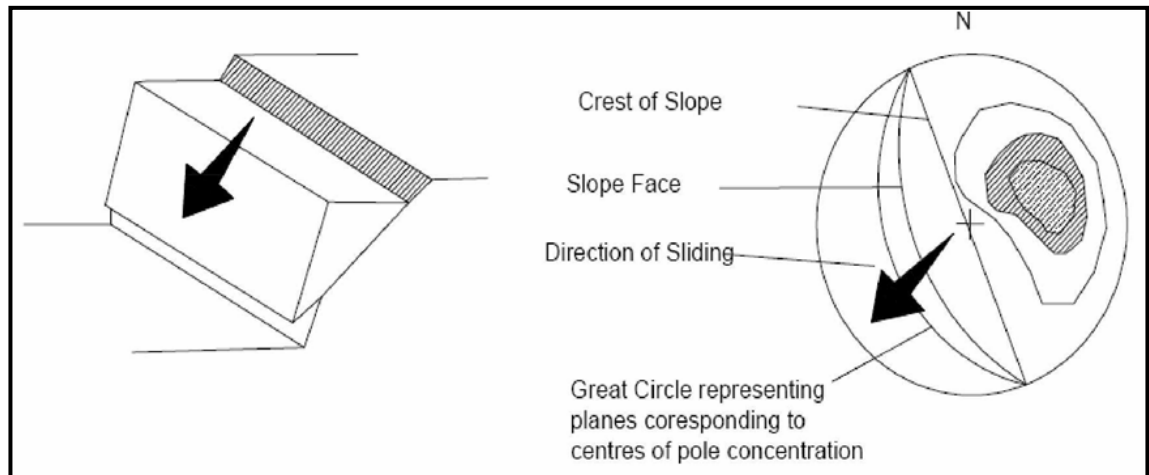 N
Crest of Slope
Slope Face
Direction of Sliding
Great Circle representing
planes coresponding to
centres of pole concentration